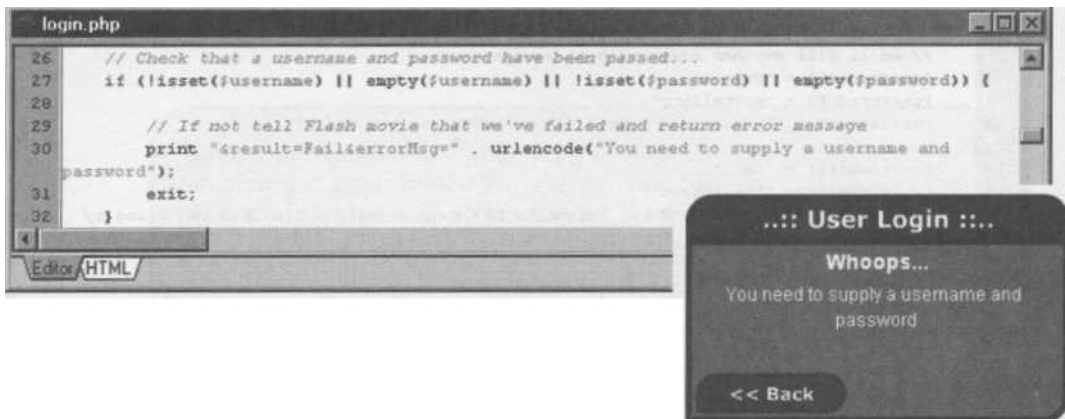 login.php
26 // Check that a username and password have been passed...
27 if (!isset($username) || empty($username) || !isset($password) || empty($password)) {
28
29 // If not tell Flash movie that we've failed and return error message
30 print "&result=Fail&errorMsg=" . urlencode("You need to supply a username and
password");
31 exit;
32 }
Editor HTML
..:: User Login ::..
Whoops...
You need to supply a username and
password
<< Back